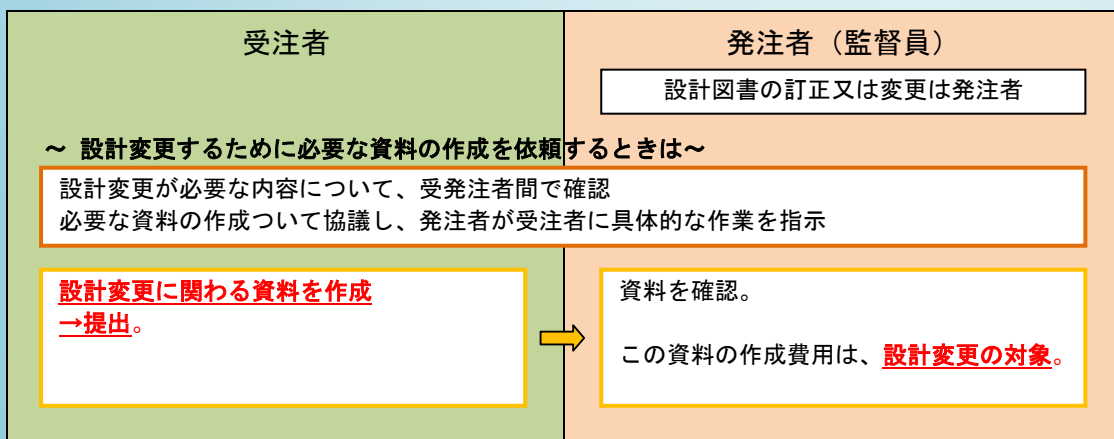 受注者
発注者（監督員）
設計図書の訂正又は変更は発注者
～ 設計変更するために必要な資料の作成を依頼するときは～
設計変更が必要な内容について、受発注者間で確認
必要な資料の作成ついて協議し、発注者が受注者に具体的な作業を指示
設計変更に関わる資料を作成
→提出。
資料を確認。
この資料の作成費用は、設計変更の対象。